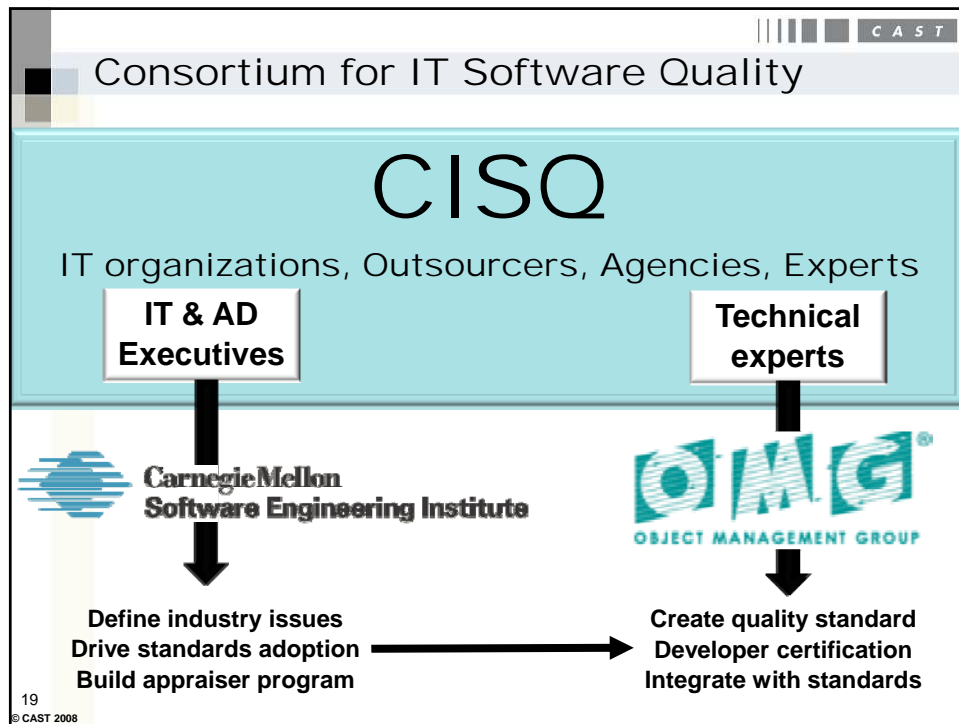 CAST
Consortium for IT Software Quality
CISQ
IT organizations, Outsourcers, Agencies, Experts
IT & AD
Executives
Technical
experts
CarnegieMellon
Software Engineering Institute
OMG®
OBJECT MANAGEMENT GROUP
Define industry issues
Drive standards adoption
Build appraiser program
Create quality standard
Developer certification
Integrate with standards
19
© CAST 2008